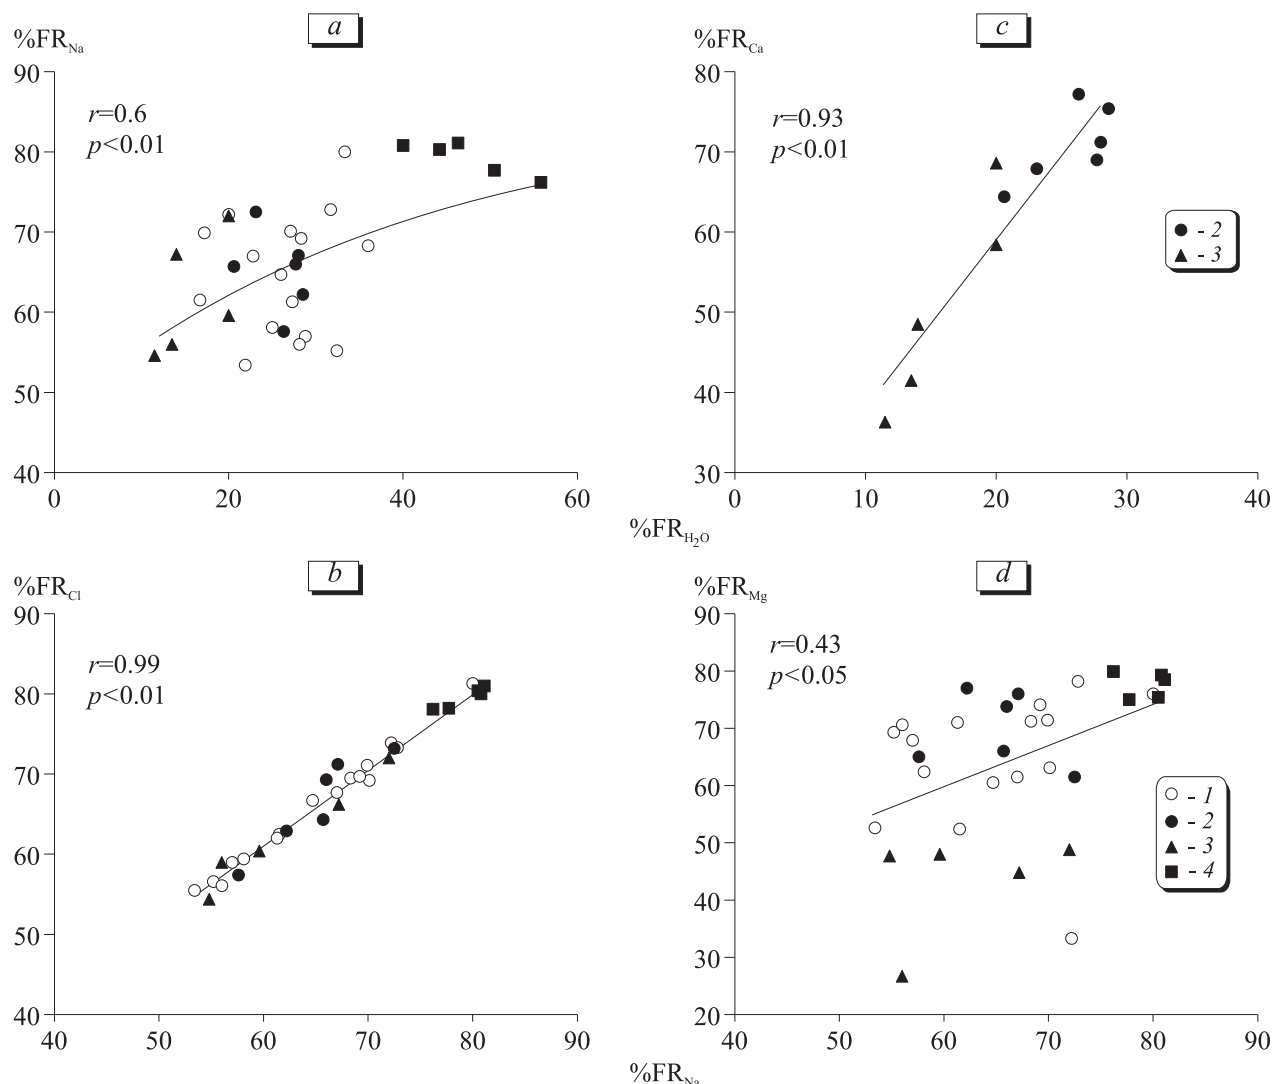 a
%FR_Na
90
80
70
60
50
40
r=0.6
p<0.01
0 20 40 60
c
%FR_Ca
80
70
60
50
40
30
r=0.93
p<0.01
- 2
- 3
0 10 20 30 40
%FR_H₂O
b
%FR_Cl
90
80
70
60
50
40
r=0.99
p<0.01
40 50 60 70 80 90
d
%FR_Mg
90
80
70
60
50
40
30
20
r=0.43
p<0.05
- 1
- 2
- 3
- 4
40 50 60 70 80 90
%FR_Na